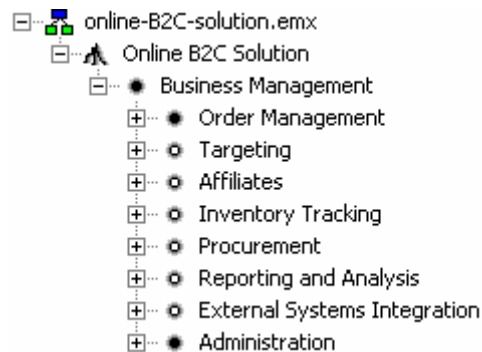 online-B2C-solution.emx
Online B2C Solution
Business Management
Order Management
Targeting
Affiliates
Inventory Tracking
Procurement
Reporting and Analysis
External Systems Integration
Administration